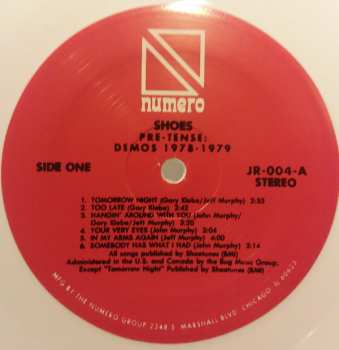 numero
SHOES
PRE-TENSE:
DEMOS 1978-1979
SIDE ONE
JR-004-A
STEREO
1. TOMORROW NIGHT (Gary Klebe/Jeff Murphy) 2:55
2. TOO LATE (Gary Klebe) 2:42
3. HANGIN' AROUND WITH YOU (John Murphy/
Gary Klebe/Jeff Murphy) 2:20
4. YOUR VERY EYES (John Murphy) 2:04
5. IN MY ARMS AGAIN (Jeff Murphy) 4:00
6. SOMEBODY HAS WHAT I HAD (John Murphy) 2:14
All songs published by Shoetunes (BMI)
Administered in the U.S. and Canada by the Bug Music Group,
Except "Tomorrow Night" Published by Shoetunes (BMI)
MFG BY THE NUMERO GROUP 2348 S. MARSHALL BLVD. CHICAGO, IL 60623